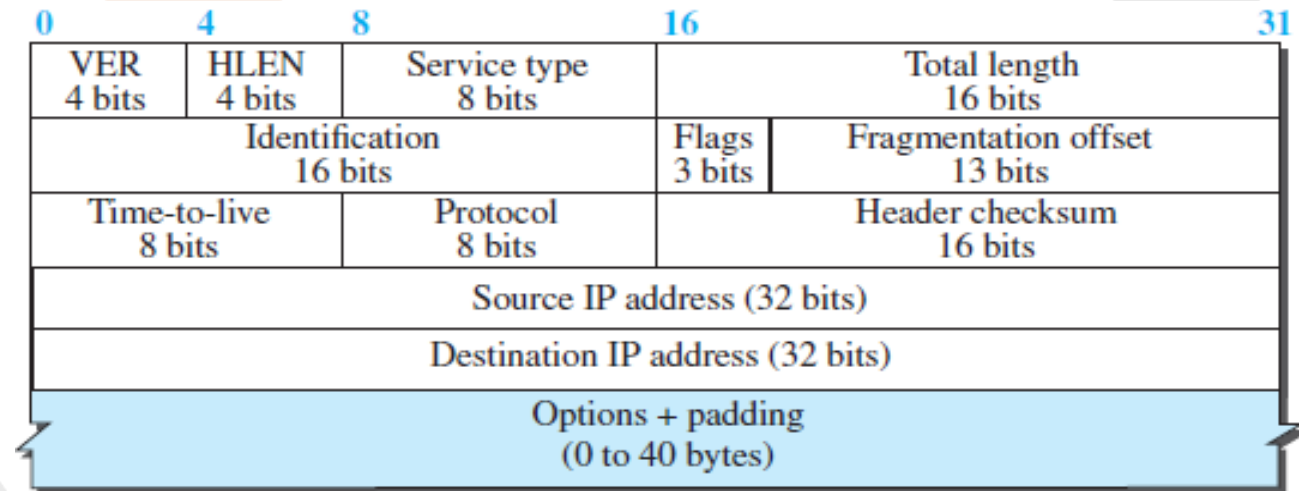 0 4 8 16 31
VER HLEN Service type Total length
4 bits 4 bits 8 bits 16 bits
Identification Flags Fragmentation offset
16 bits 3 bits 13 bits
Time-to-live Protocol Header checksum
8 bits 8 bits 16 bits
Source IP address (32 bits)
Destination IP address (32 bits)
Options + padding
(0 to 40 bytes)